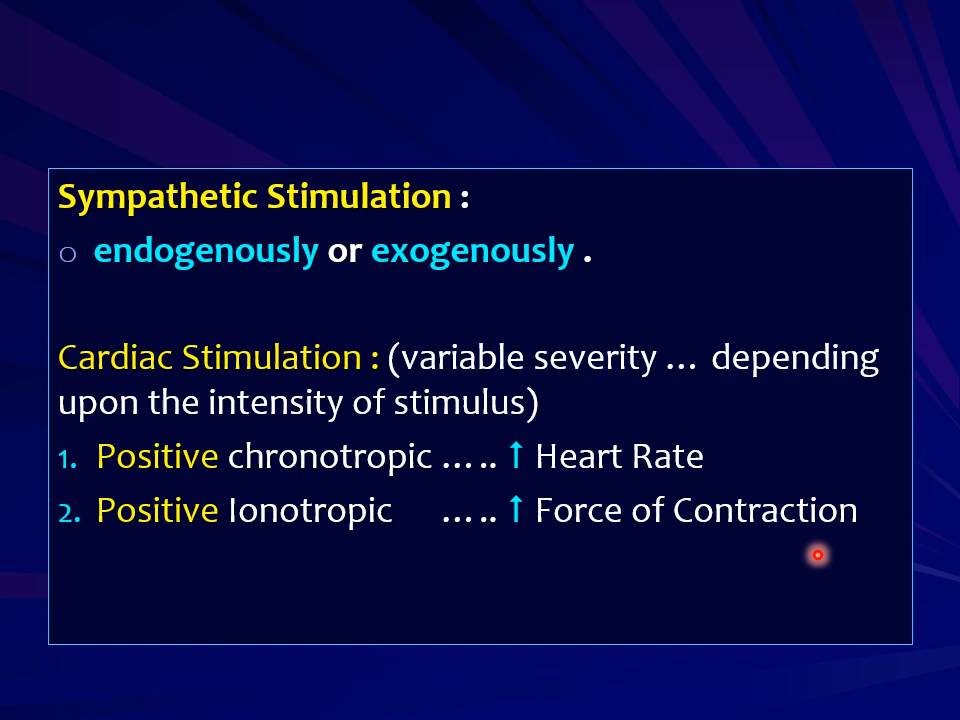 Sympathetic Stimulation :
o endogenously or exogenously .
Cardiac Stimulation : (variable severity … depending
upon the intensity of stimulus)
1. Positive chronotropic ….. ↑ Heart Rate
2. Positive Ionotropic ….. ↑ Force of Contraction